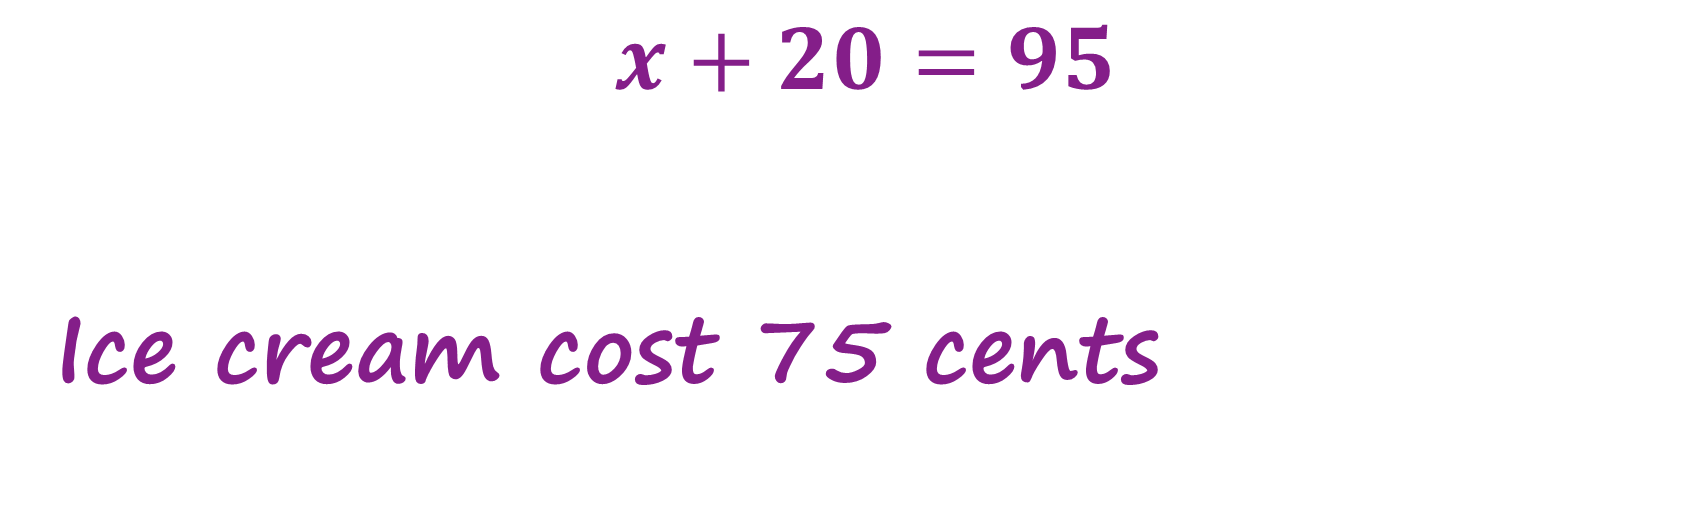 x + 20 = 95
Ice cream cost 75 cents